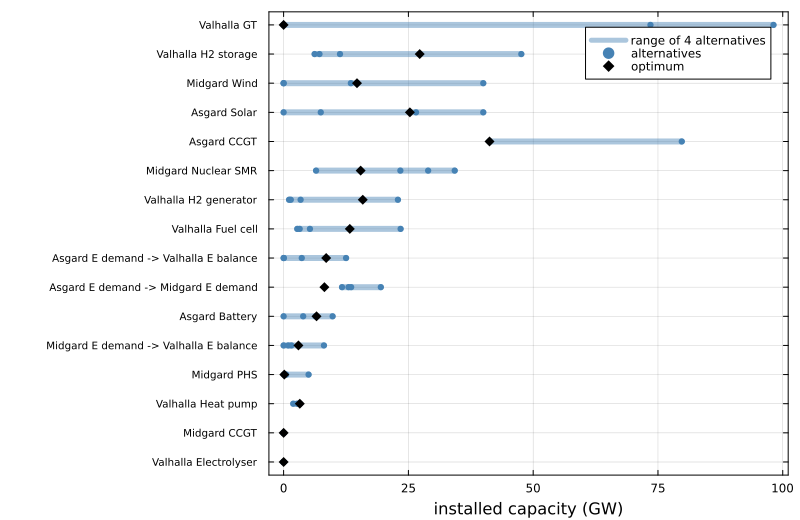 Valhalla GT
Valhalla H2 storage
Midgard Wind
Asgard Solar
Asgard CCGT
Midgard Nuclear SMR
Valhalla H2 generator
Valhalla Fuel cell
Asgard E demand -> Valhalla E balance
Asgard E demand -> Midgard E demand
Asgard Battery
Midgard E demand -> Valhalla E balance
Midgard PHS
Valhalla Heat pump
Midgard CCGT
Valhalla Electrolyser
range of 4 alternatives
alternatives
optimum
0 25 50 75 100
installed capacity (GW)